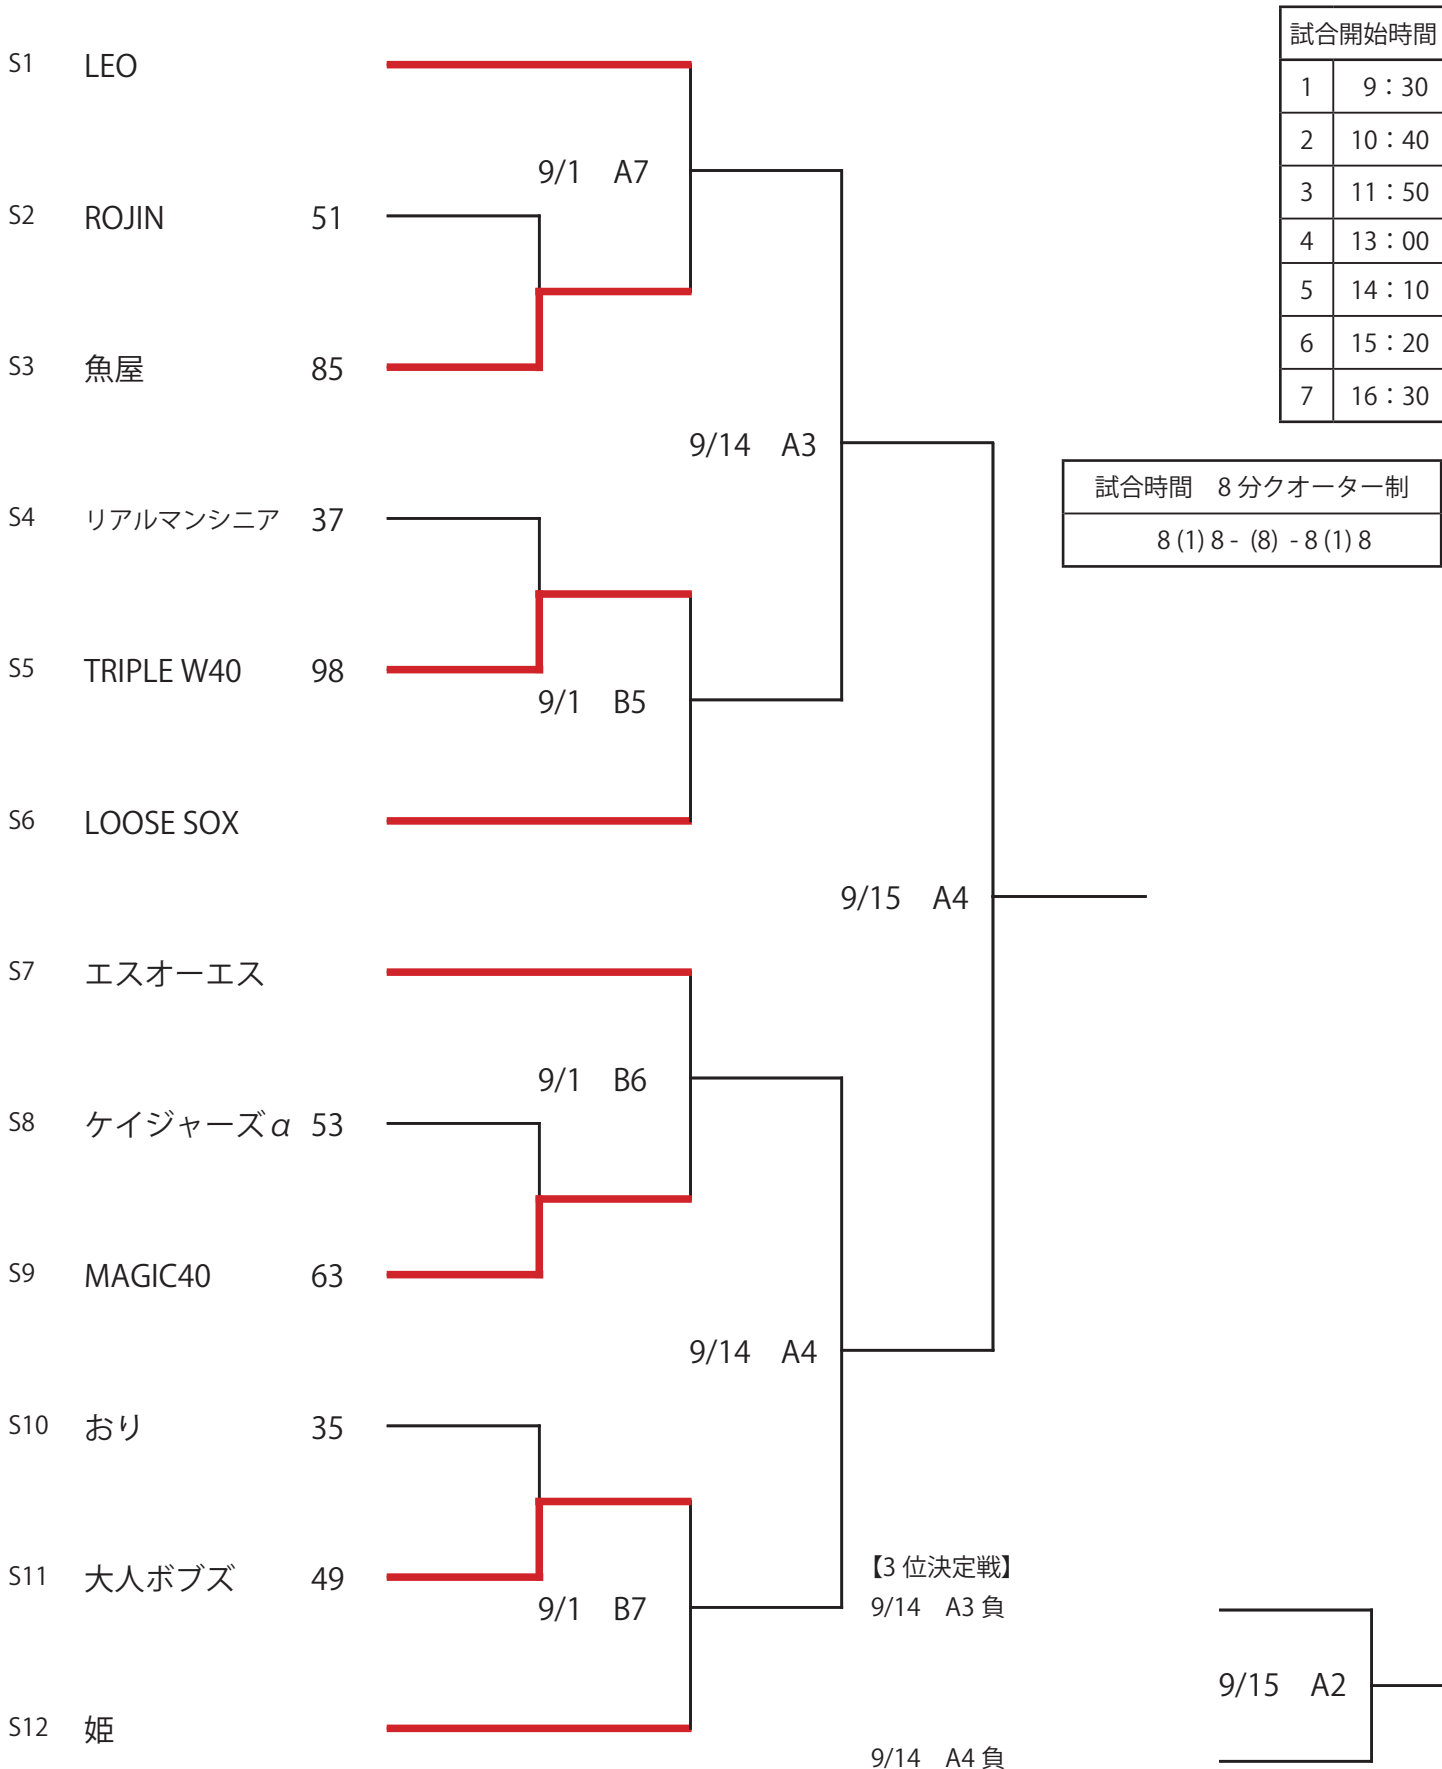 試合開始時間
1 9：30
2 10：40
3 11：50
4 13：00
5 14：10
6 15：20
7 16：30
試合時間　8 分クオーター制
8 (1) 8 - (8) - 8 (1) 8
S1 LEO
9/1 A7
S2 ROJIN 51
S3 魚屋 85
9/14 A3
S4 リアルマンシニア 37
S5 TRIPLE W40 98
9/1 B5
S6 LOOSE SOX
9/15 A4
S7 エスオーエス
9/1 B6
S8 ケイジャーズα 53
S9 MAGIC40 63
9/14 A4
S10 おり 35
S11 大人ボブズ 49
9/1 B7
S12 姫
【3 位決定戦】
9/14 A3 負
9/15 A2
9/14 A4 負